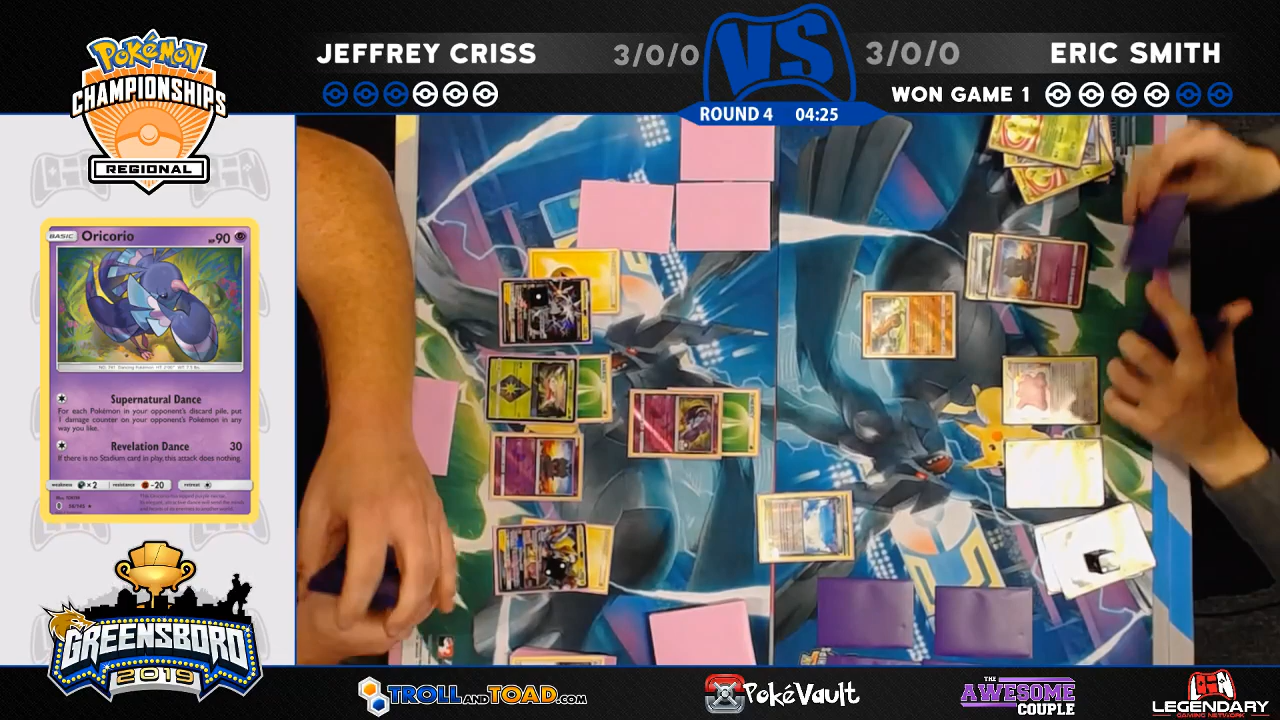 Pokémon
CHAMPIONSHIPS
REGIONAL
JEFFREY CRISS
3/0/0
VS
3/0/0
ERIC SMITH
WON GAME 1
ROUND 4 04:25
BASIC Oricorio HP90
Supernatural Dance
For each Pokémon in your opponent's discard pile, put
1 damage counter on your opponent's Pokémon in any
way you like.
Revelation Dance 30
If there is no Stadium card in play, this attack does nothing.
weakness ×2 resistance -20 retreat
GREENSBORO
2019
TROLL AND TOAD.COM
PokéVault
THE
AWESOME
COUPLE
LEGENDARY
GAMING NETWORK